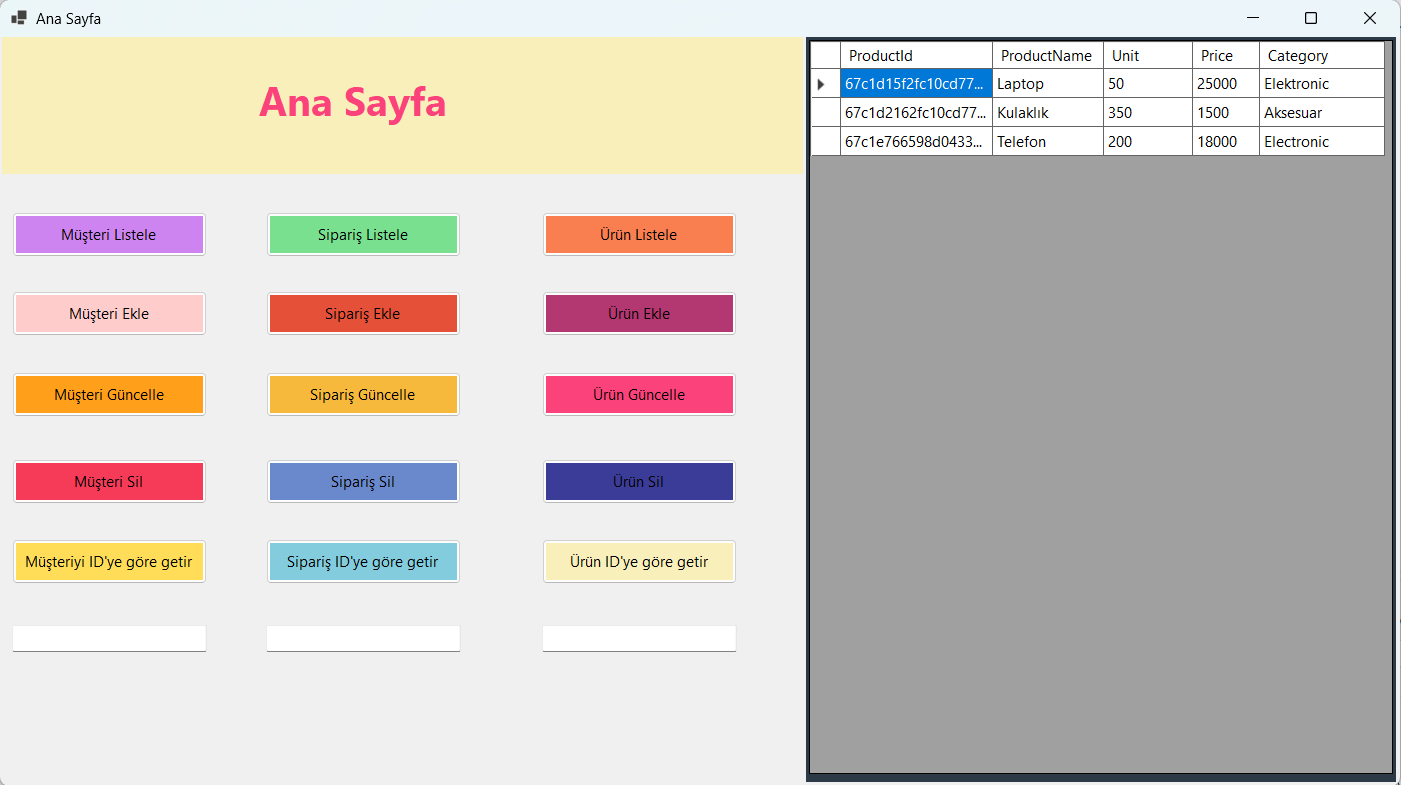 Ana Sayfa
Ana Sayfa
Müşteri Listele Sipariş Listele Ürün Listele
Müşteri Ekle Sipariş Ekle Ürün Ekle
Müşteri Güncelle Sipariş Güncelle Ürün Güncelle
Müşteri Sil Sipariş Sil Ürün Sil
Müşteriyi ID'ye göre getir Sipariş ID'ye göre getir Ürün ID'ye göre getir
ProductId ProductName Unit Price Category
67c1d15f2fc10cd77... Laptop 50 25000 Elektronic
67c1d2162fc10cd77... Kulaklık 350 1500 Aksesuar
67c1e766598d0433... Telefon 200 18000 Electronic